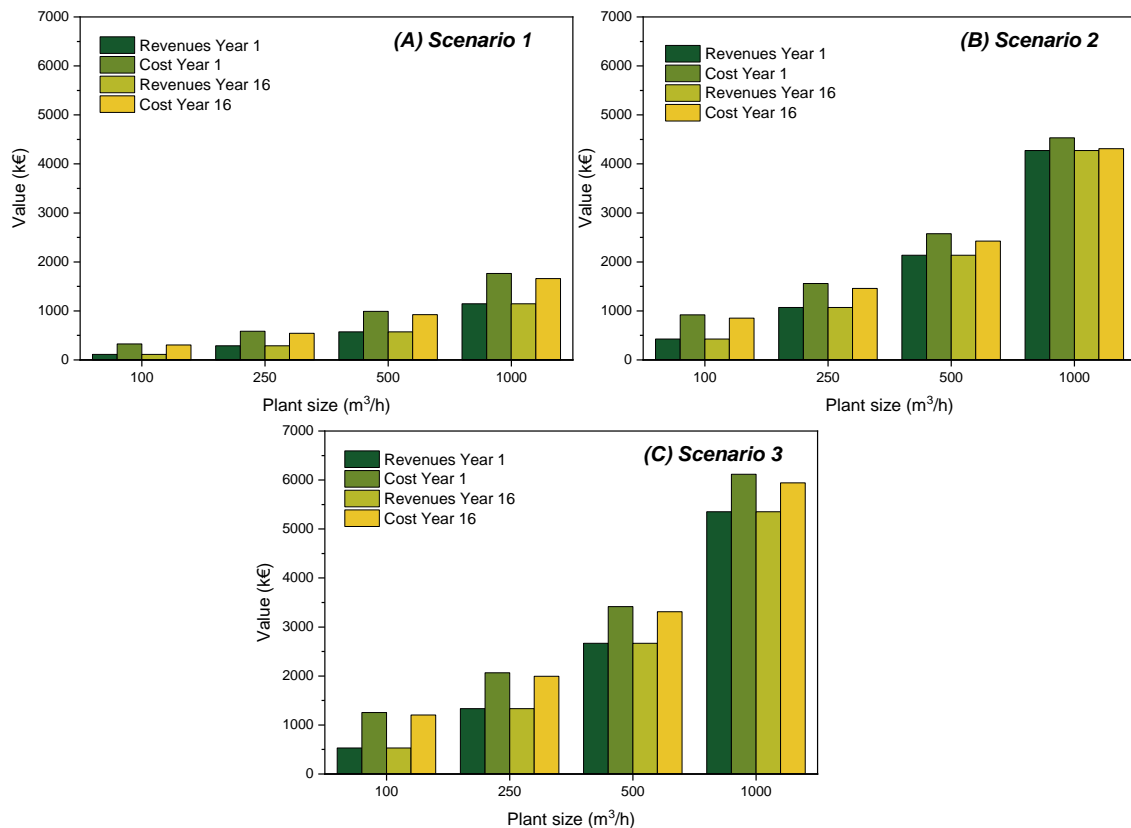 (A) Scenario 1
Revenues Year 1
Cost Year 1
Revenues Year 16
Cost Year 16
7000
6000
5000
4000
3000
2000
1000
0
Value (k€)
100 250 500 1000
Plant size (m³/h)
(B) Scenario 2
Revenues Year 1
Cost Year 1
Revenues Year 16
Cost Year 16
7000
6000
5000
4000
3000
2000
1000
0
Value (k€)
100 250 500 1000
Plant size (m³/h)
(C) Scenario 3
Revenues Year 1
Cost Year 1
Revenues Year 16
Cost Year 16
7000
6000
5000
4000
3000
2000
1000
0
Value (k€)
100 250 500 1000
Plant size (m³/h)